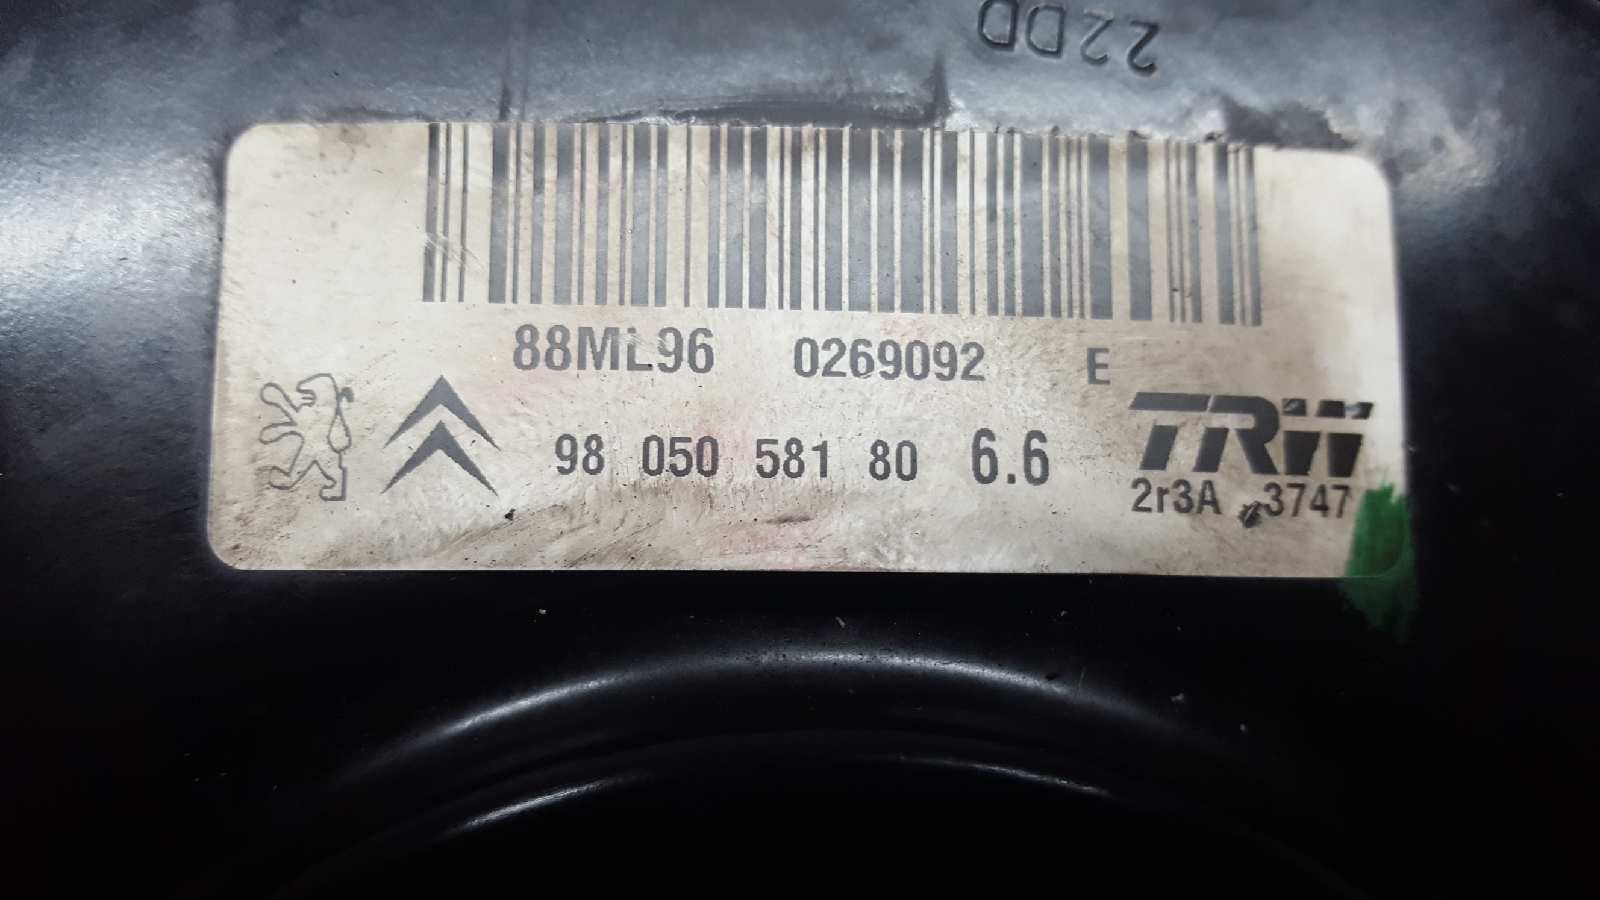 22DD
88ML96 0269092 E
98 050 581 80 6.6
TRW
2r3A 3747